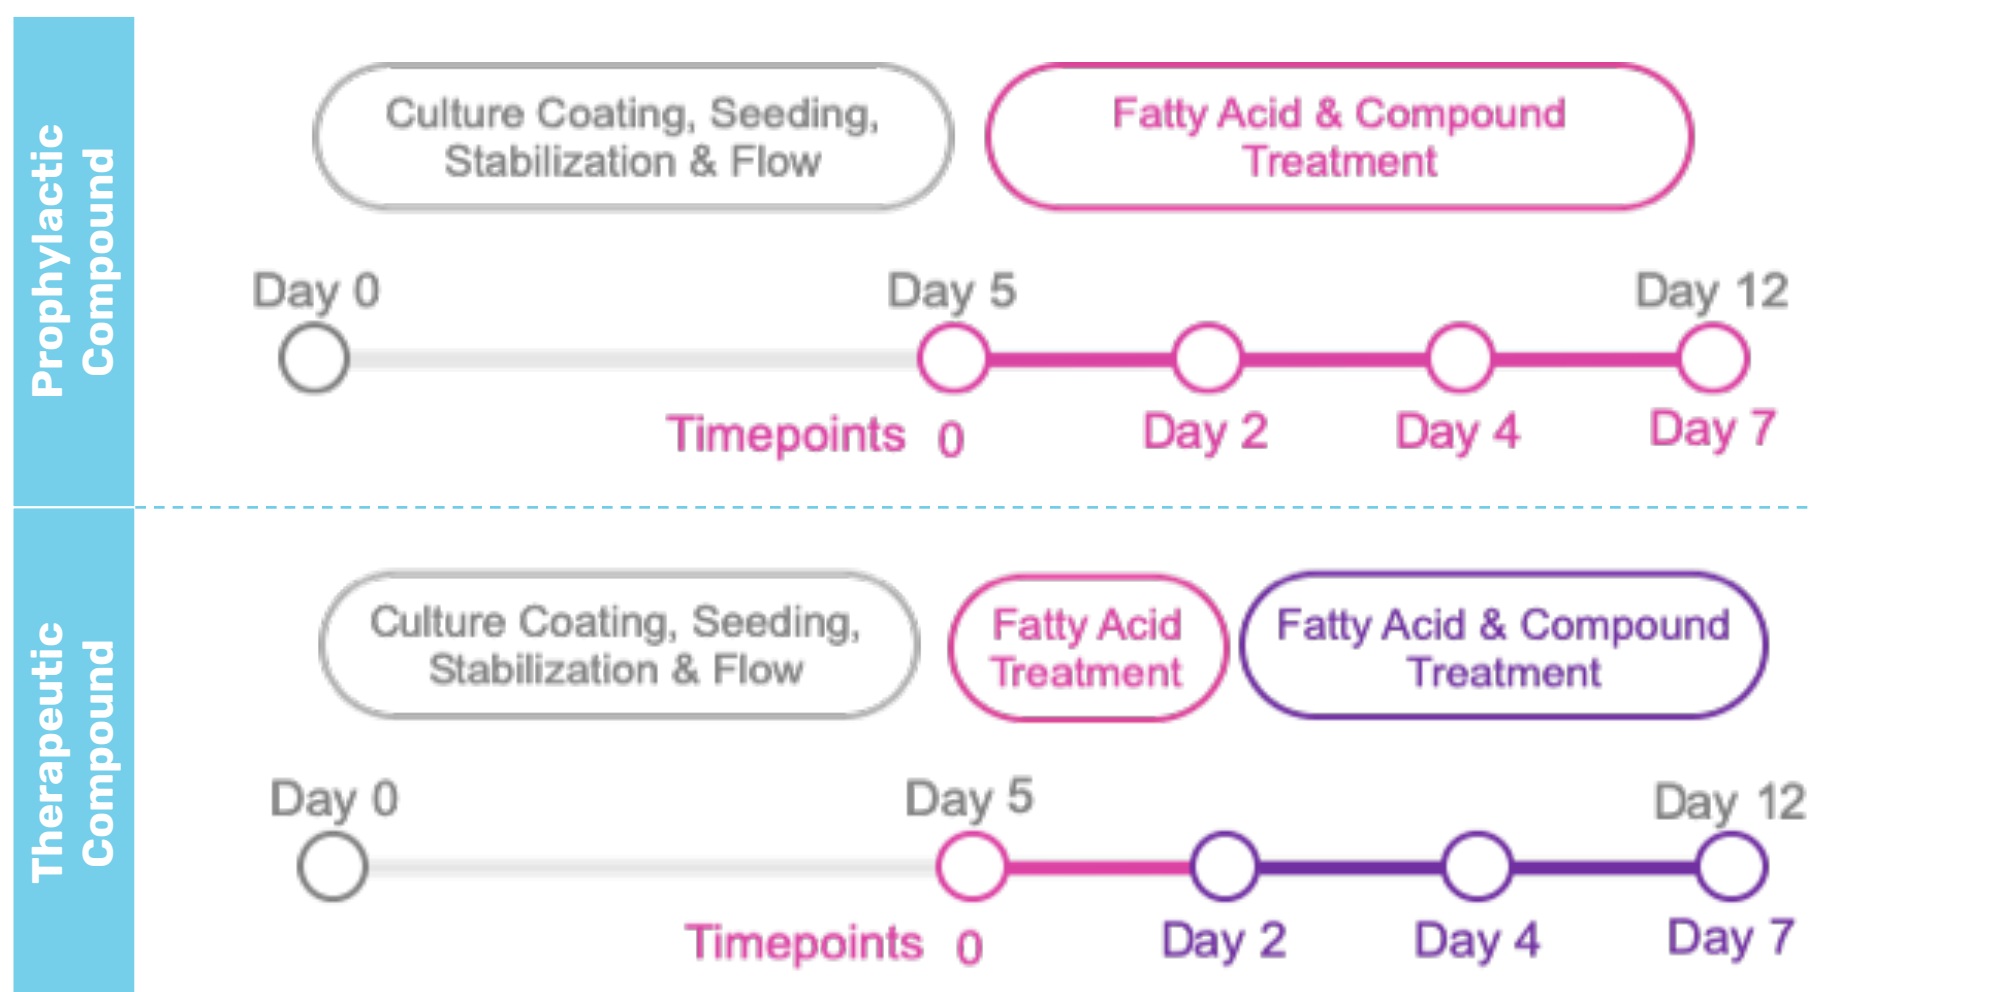 Prophylactic
Compound
Culture Coating, Seeding,
Stabilization & Flow
Fatty Acid & Compound
Treatment
Day 0
Day 5
Day 12
Timepoints
0
Day 2
Day 4
Day 7
Therapeutic
Compound
Culture Coating, Seeding,
Stabilization & Flow
Fatty Acid
Treatment
Fatty Acid & Compound
Treatment
Day 0
Day 5
Day 12
Timepoints
0
Day 2
Day 4
Day 7